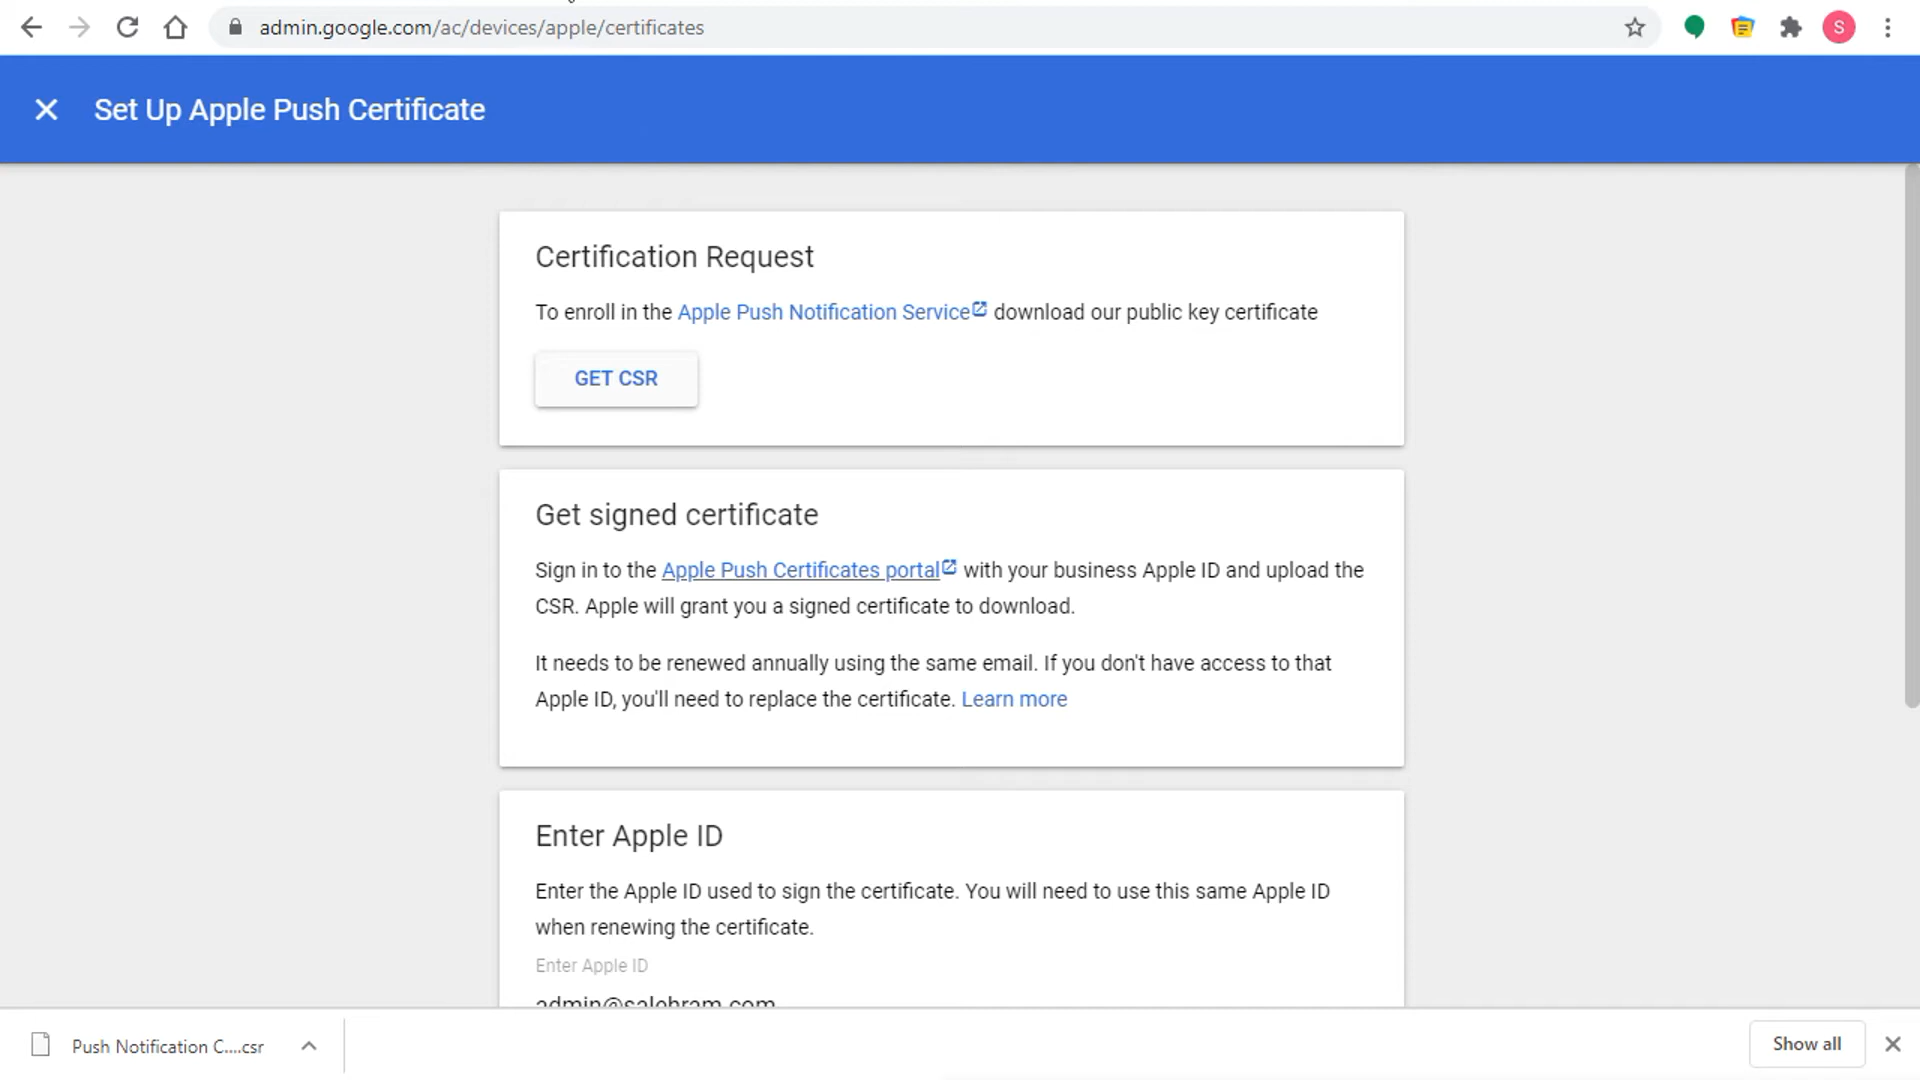 admin.google.com/ac/devices/apple/certificates
S
Set Up Apple Push Certificate
Certification Request
To enroll in the Apple Push Notification Service download our public key certificate
GET CSR
Get signed certificate
Sign in to the Apple Push Certificates portal with your business Apple ID and upload the
CSR. Apple will grant you a signed certificate to download.
It needs to be renewed annually using the same email. If you don't have access to that
Apple ID, you'll need to replace the certificate. Learn more
Enter Apple ID
Enter the Apple ID used to sign the certificate. You will need to use this same Apple ID
when renewing the certificate.
Enter Apple ID
admin@salehram.com
Push Notification C....csr
Show all